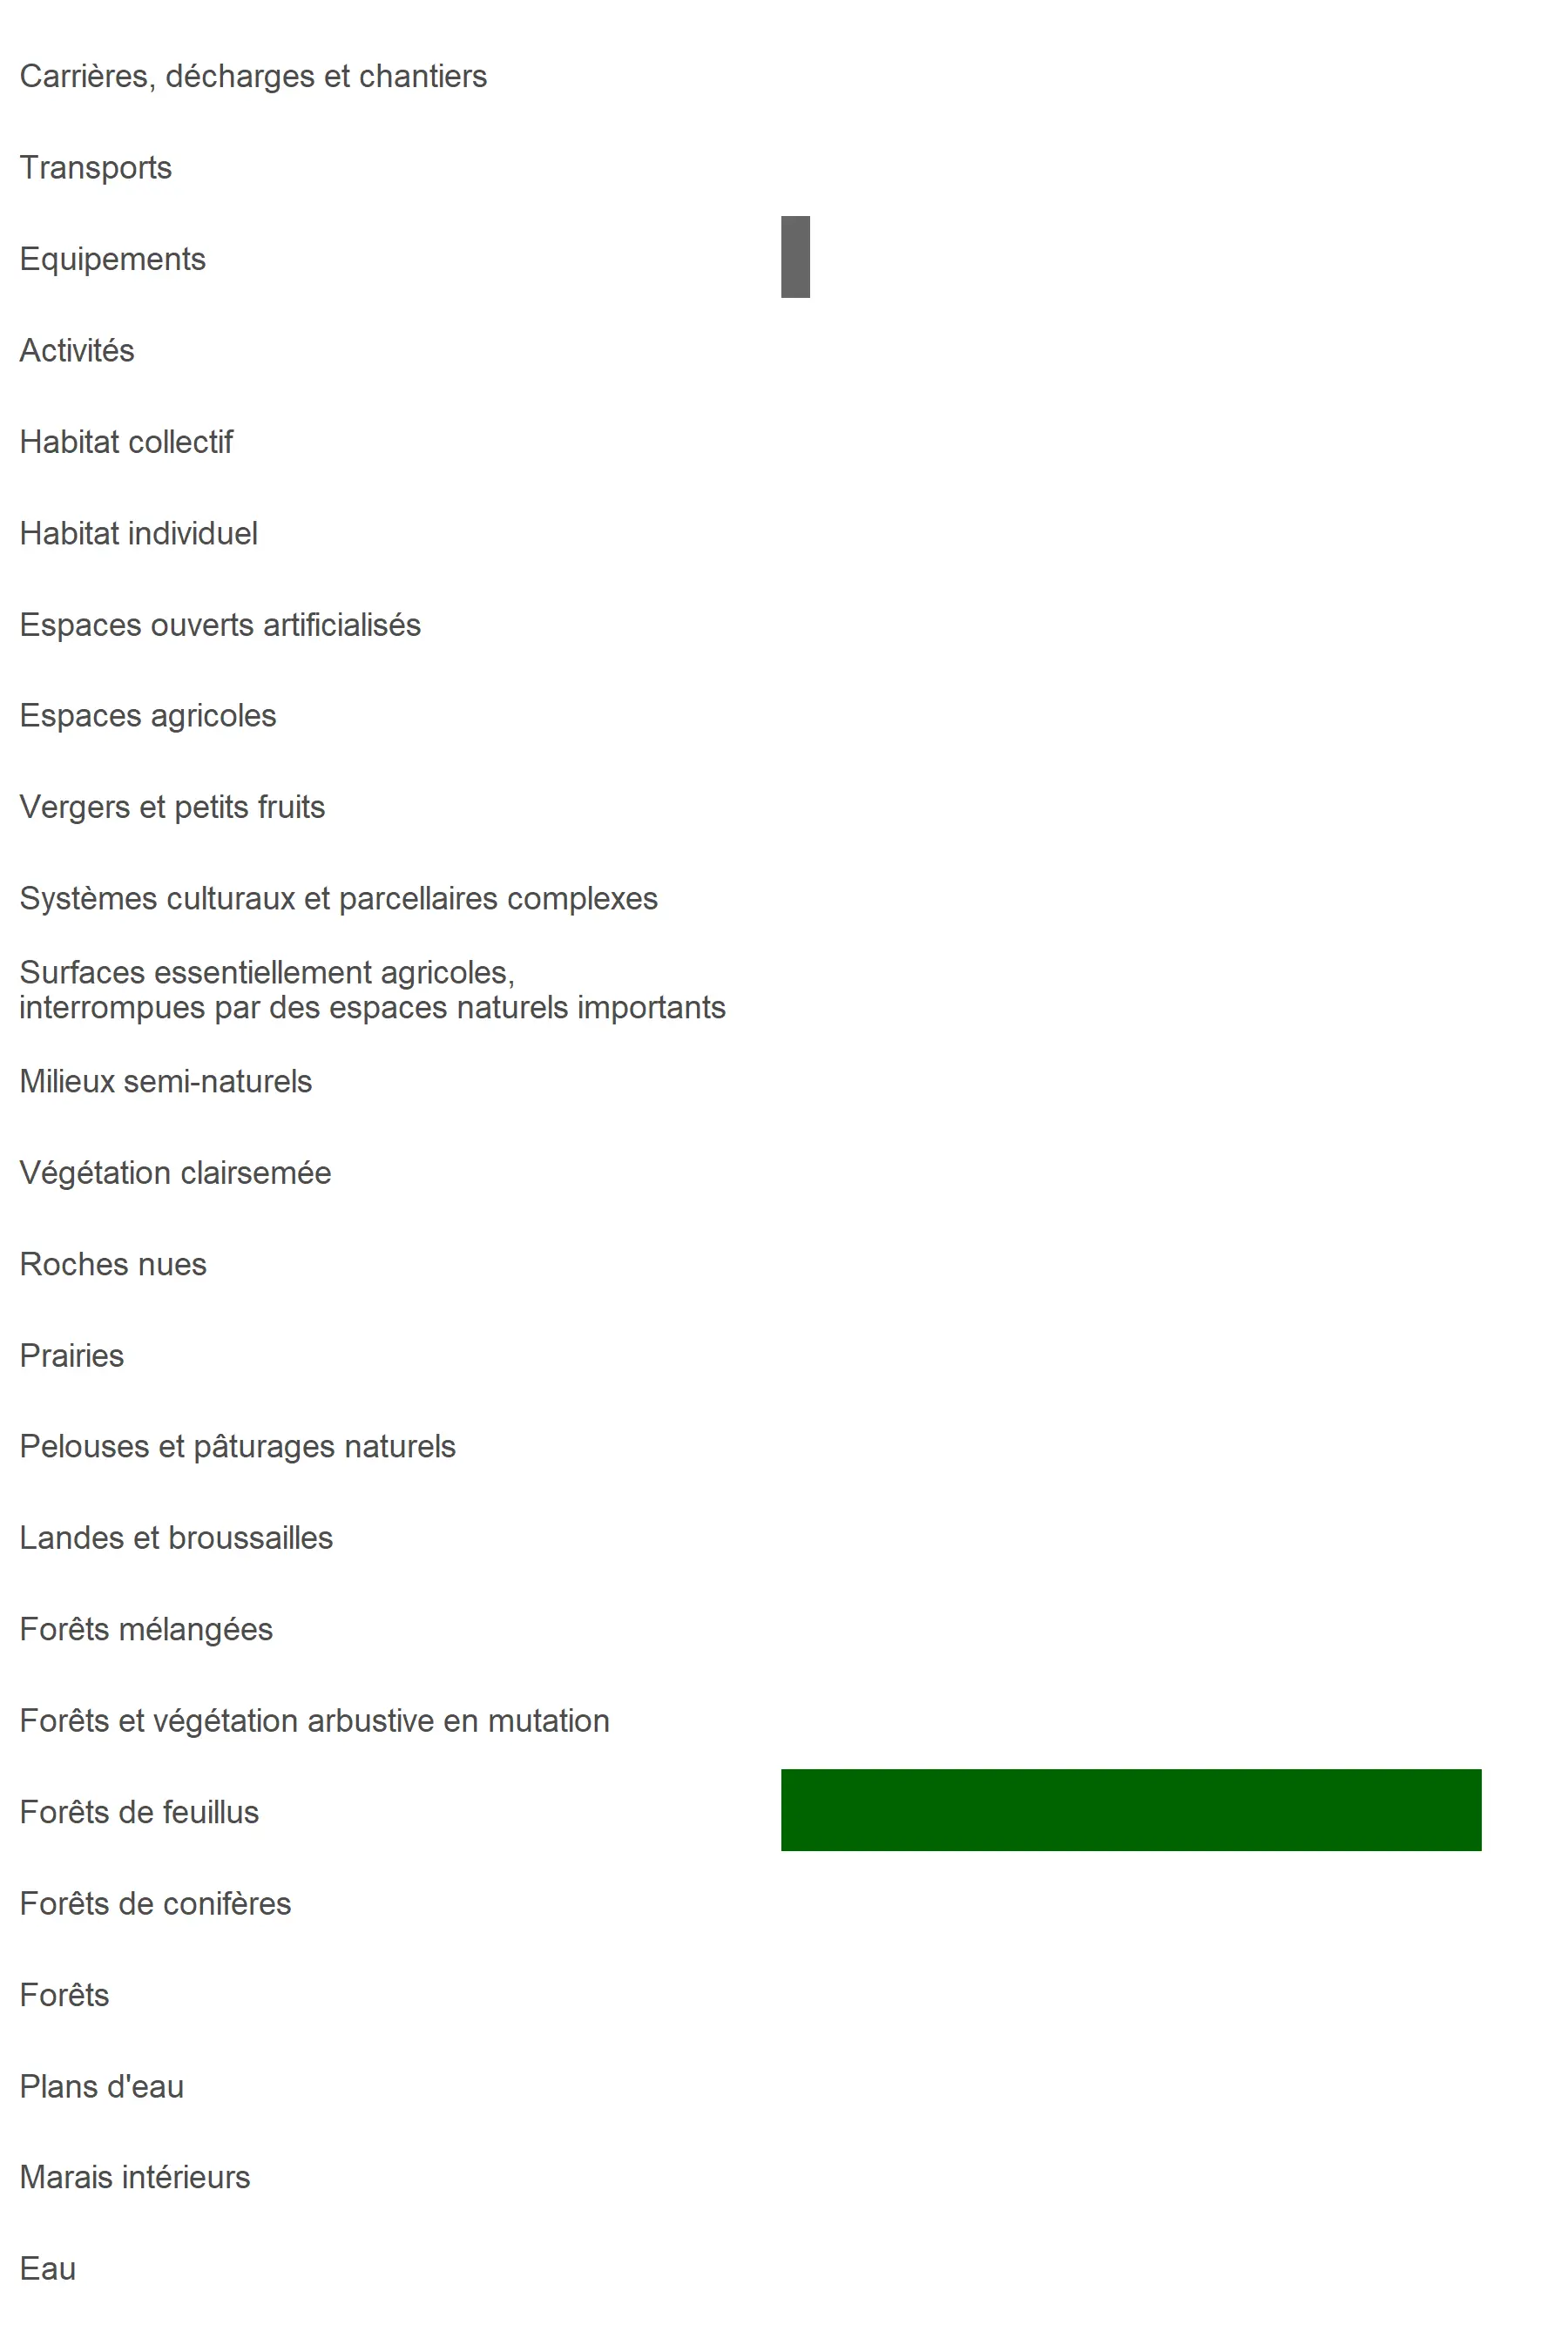 Carrières, décharges et chantiers
Transports
Equipements
Activités
Habitat collectif
Habitat individuel
Espaces ouverts artificialisés
Espaces agricoles
Vergers et petits fruits
Systèmes culturaux et parcellaires complexes
Surfaces essentiellement agricoles,
interrompues par des espaces naturels importants
Milieux semi-naturels
Végétation clairsemée
Roches nues
Prairies
Pelouses et pâturages naturels
Landes et broussailles
Forêts mélangées
Forêts et végétation arbustive en mutation
Forêts de feuillus
Forêts de conifères
Forêts
Plans d'eau
Marais intérieurs
Eau